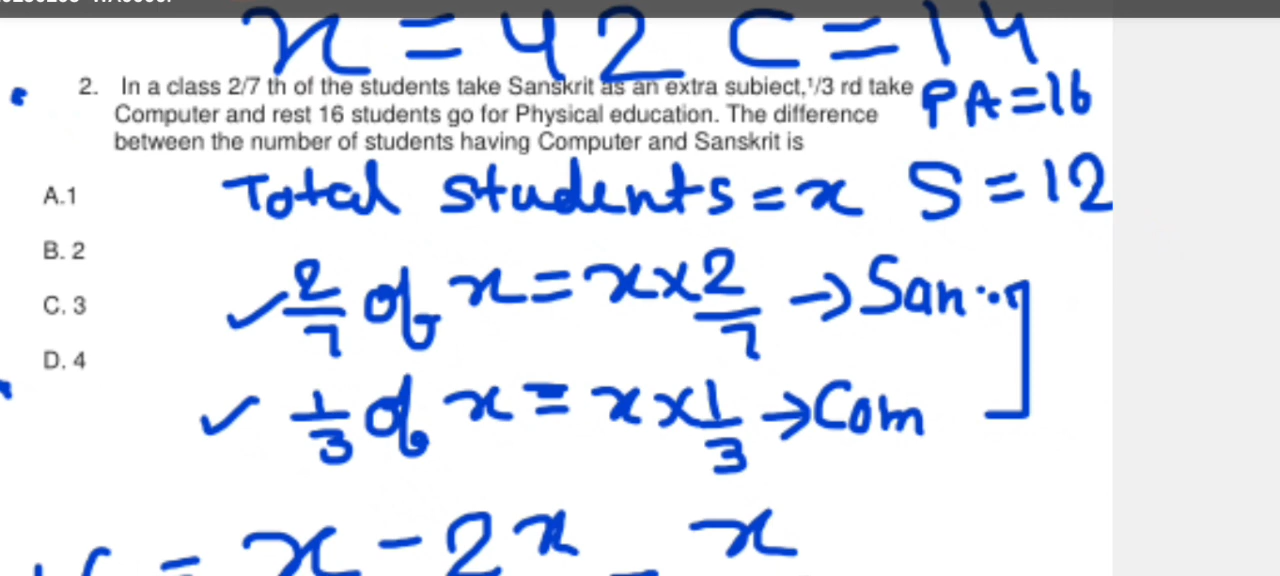 x = 42 C = 14
2. In a class 2/7 th of the students take Sanskrit as an extra subiect,¹/3 rd take
Computer and rest 16 students go for Physical education. The difference
between the number of students having Computer and Sanskrit is
PA=16
A.1
Total students = x S = 12
B. 2
C. 3
✓ 2/7 of x = x × 2/7 → San
D. 4
✓ 1/3 of x = x × 1/3 → Com
= x - 2x - x